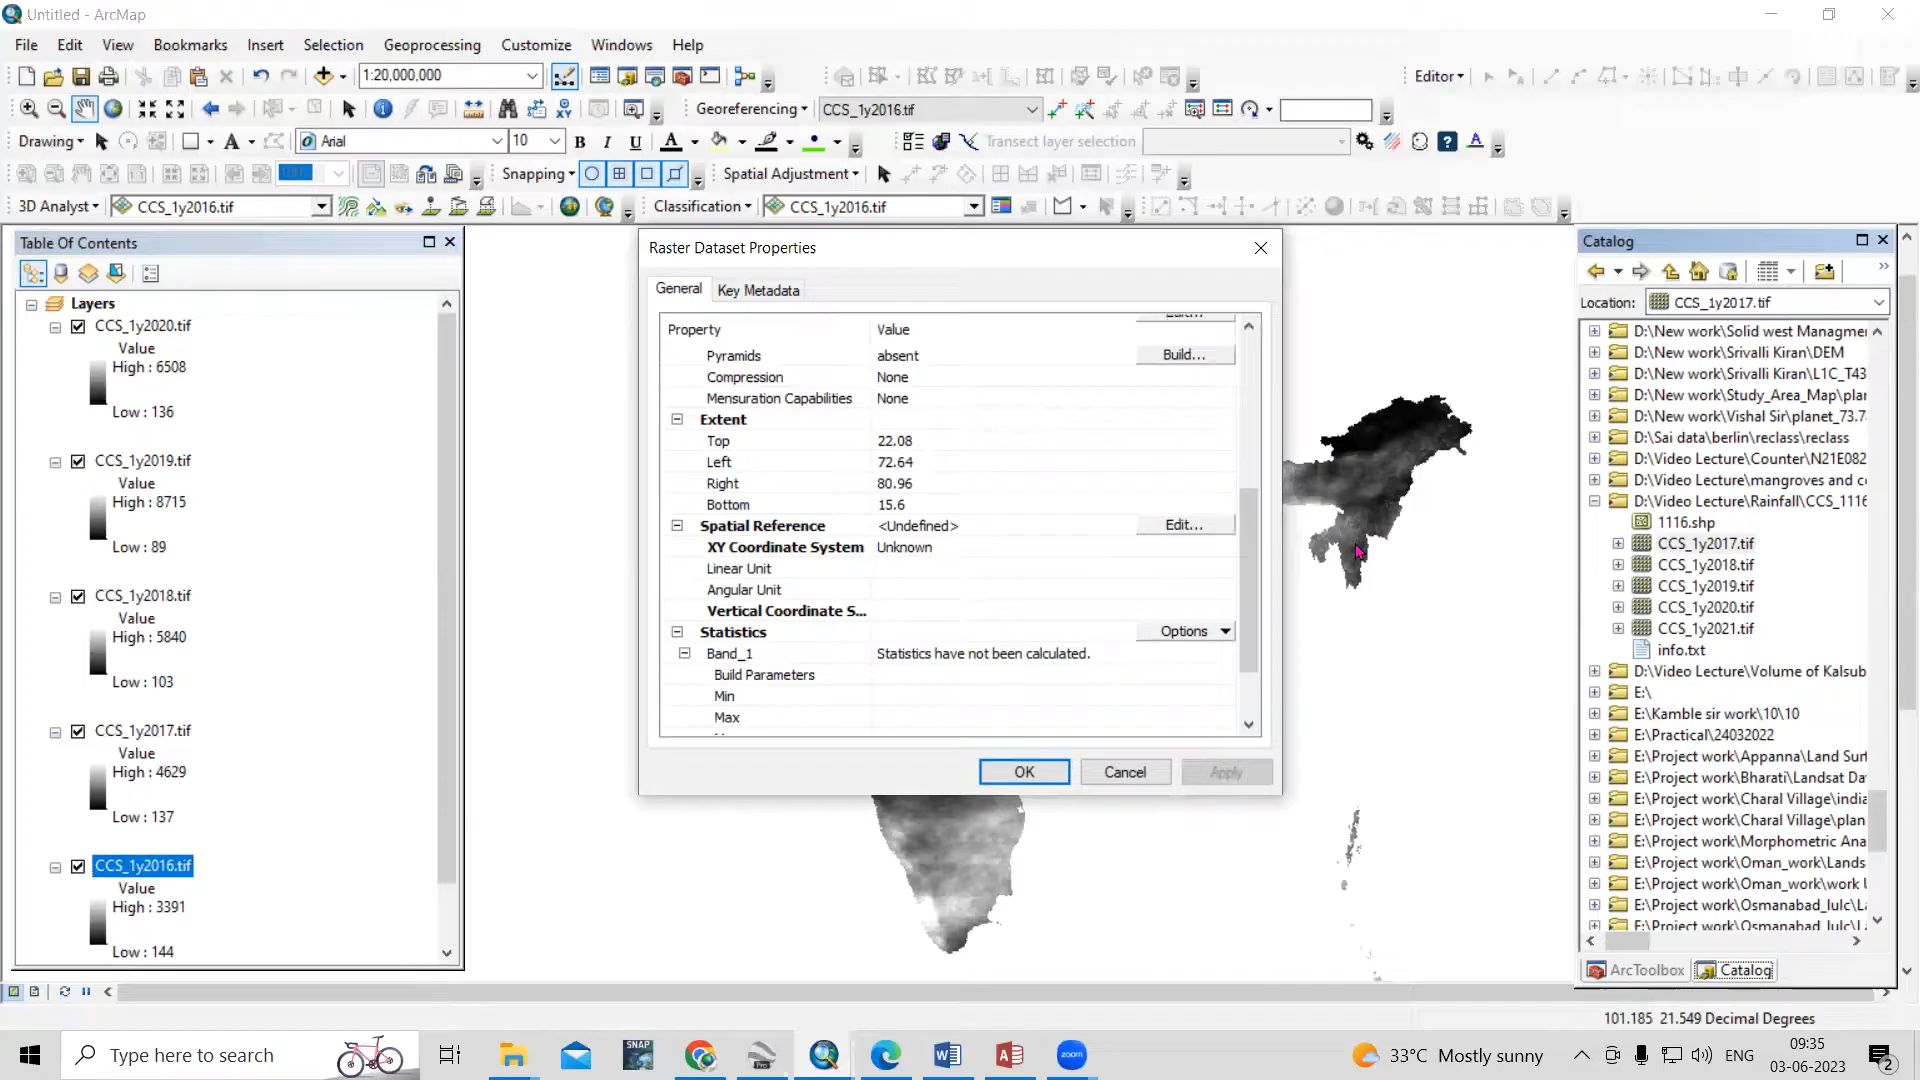 Untitled - ArcMap
File Edit View Bookmarks Insert Selection Geoprocessing Customize Windows Help
1:20,000,000
Editor
Georeferencing CCS_1y2016.tif
Drawing A Arial 10 B I U A Transect layer selection
Snapping Spatial Adjustment
3D Analyst CCS_1y2016.tif Classification CCS_1y2016.tif
Table Of Contents
Layers
CCS_1y2020.tif
Value
High : 6508
Low : 136
CCS_1y2019.tif
Value
High : 8715
Low : 89
CCS_1y2018.tif
Value
High : 5840
Low : 103
CCS_1y2017.tif
Value
High : 4629
Low : 137
CCS_1y2016.tif
Value
High : 3391
Low : 144
Raster Dataset Properties
General Key Metadata
Property Value
Pyramids absent Build...
Compression None
Mensuration Capabilities None
Extent
Top 22.08
Left 72.64
Right 80.96
Bottom 15.6
Spatial Reference <Undefined> Edit...
XY Coordinate System Unknown
Linear Unit
Angular Unit
Vertical Coordinate S...
Statistics Options
Band_1 Statistics have not been calculated.
Build Parameters
Min
Max
OK Cancel Apply
Catalog
Location: CCS_1y2017.tif
D:\New work\Solid west Managme
D:\New work\Srivalli Kiran\DEM
D:\New work\Srivalli Kiran\L1C_T43
D:\New work\Study_Area_Map\plan
D:\New work\Vishal Sir\planet_73.7
D:\Sai data\berlin\reclass\reclass
D:\Video Lecture\Counter\N21E082
D:\Video Lecture\mangroves and c
D:\Video Lecture\Rainfall\CCS_1116
1116.shp
CCS_1y2017.tif
CCS_1y2018.tif
CCS_1y2019.tif
CCS_1y2020.tif
CCS_1y2021.tif
info.txt
D:\Video Lecture\Volume of Kalsub
E:\
E:\Kamble sir work\10\10
E:\Practical\24032022
E:\Project work\Appanna\Land Surf
E:\Project work\Bharati\Landsat Da
E:\Project work\Charal Village\india
E:\Project work\Charal Village\plan
E:\Project work\Morphometric Ana
E:\Project work\Oman_work\Lands
E:\Project work\Oman_work\work
E:\Project work\Osmanabad_lulc\La
E:\Project work\Osmanabad_lulc\La
ArcToolbox Catalog
101.185 21.549 Decimal Degrees
Type here to search
SNAP
Pro
zoom
33°C Mostly sunny
ENG
09:35
03-06-2023
2